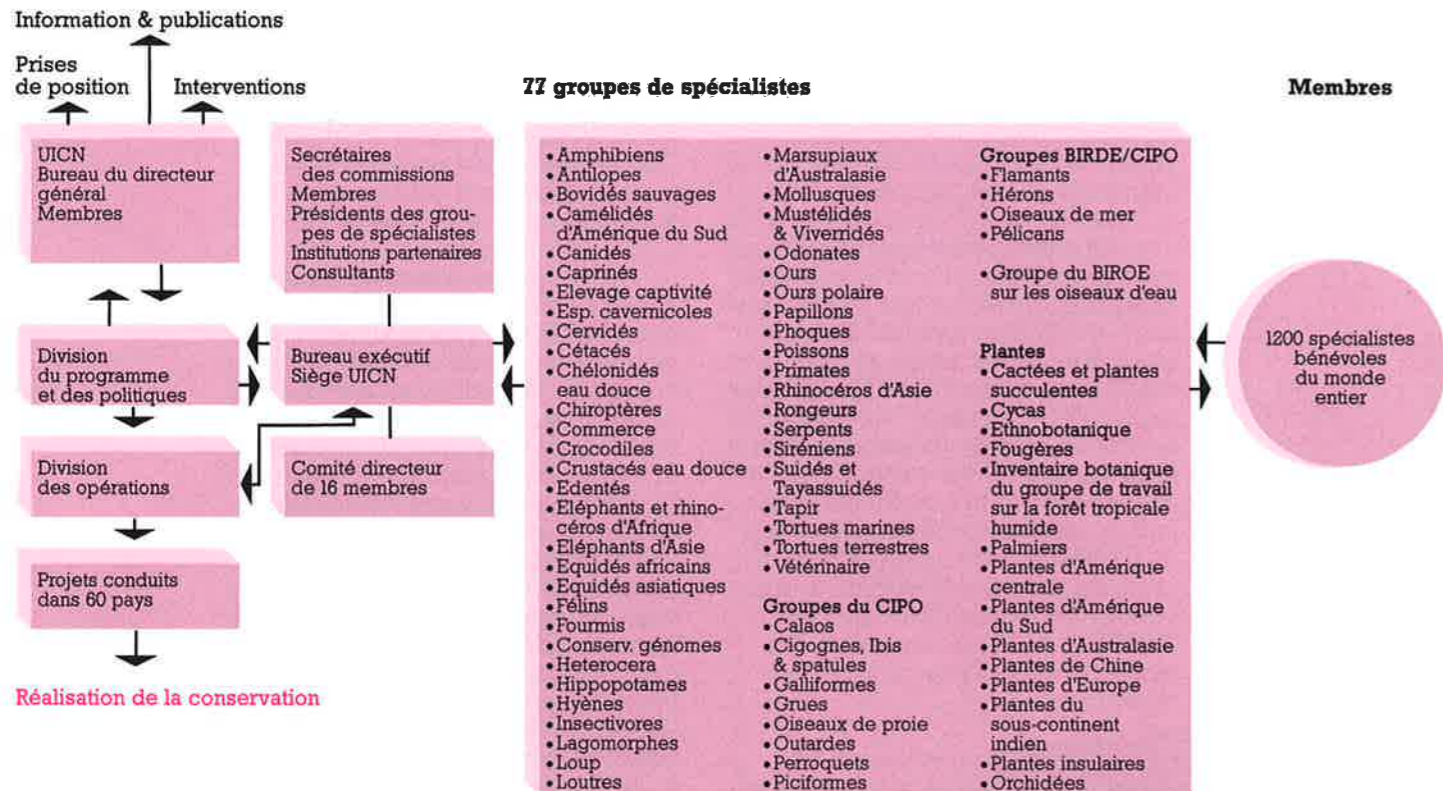 Information & publications
Prises
de position
Interventions
77 groupes de spécialistes
Membres
UICN
Bureau du directeur
général
Membres
Secrétaires
des commissions
Membres
Présidents des grou-
pes de spécialistes
Institutions partenaires
Consultants
Division
du programme
et des politiques
Bureau exécutif
Siège UICN
Division
des opérations
Comité directeur
de 16 membres
Projets conduits
dans 60 pays
Réalisation de la conservation
•Amphibiens
•Antilopes
•Bovidés sauvages
•Camélidés
d'Amérique du Sud
•Canidés
•Caprinés
•Elevage captivité
•Esp. cavernicoles
•Cervidés
•Cétacés
•Chélonidés
eau douce
•Chiroptères
•Commerce
•Crocodiles
•Crustacés eau douce
•Edentés
•Eléphants et rhino-
céros d'Afrique
•Eléphants d'Asie
•Equidés africains
•Equidés asiatiques
•Félins
•Fourmis
•Conserv. génomes
•Heterocera
•Hippopotames
•Hyènes
•Insectivores
•Lagomorphes
•Loup
•Loutres
•Marsupiaux
d'Australasie
•Mollusques
•Mustélidés
& Viverridés
•Odonates
•Ours
•Ours polaire
•Papillons
•Phoques
•Poissons
•Primates
•Rhinocéros d'Asie
•Rongeurs
•Serpents
•Siréniens
•Suidés et
Tayassuidés
•Tapir
•Tortues marines
•Tortues terrestres
•Vétérinaire
Groupes du CIPO
•Calaos
•Cigognes, Ibis
& spatules
•Galliformes
•Grues
•Oiseaux de proie
•Outardes
•Perroquets
•Piciformes
Groupes BIRDE/CIPO
•Flamants
•Hérons
•Oiseaux de mer
•Pélicans
•Groupe du BIROE
sur les oiseaux d'eau
Plantes
•Cactées et plantes
succulentes
•Cycas
•Ethnobotanique
•Fougères
•Inventaire botanique
du groupe de travail
sur la forêt tropicale
humide
•Palmiers
•Plantes d'Amérique
centrale
•Plantes d'Amérique
du Sud
•Plantes d'Australasie
•Plantes de Chine
•Plantes d'Europe
•Plantes du
sous-continent
indien
•Plantes insulaires
•Orchidées
1200 spécialistes
bénévoles
du monde
entier